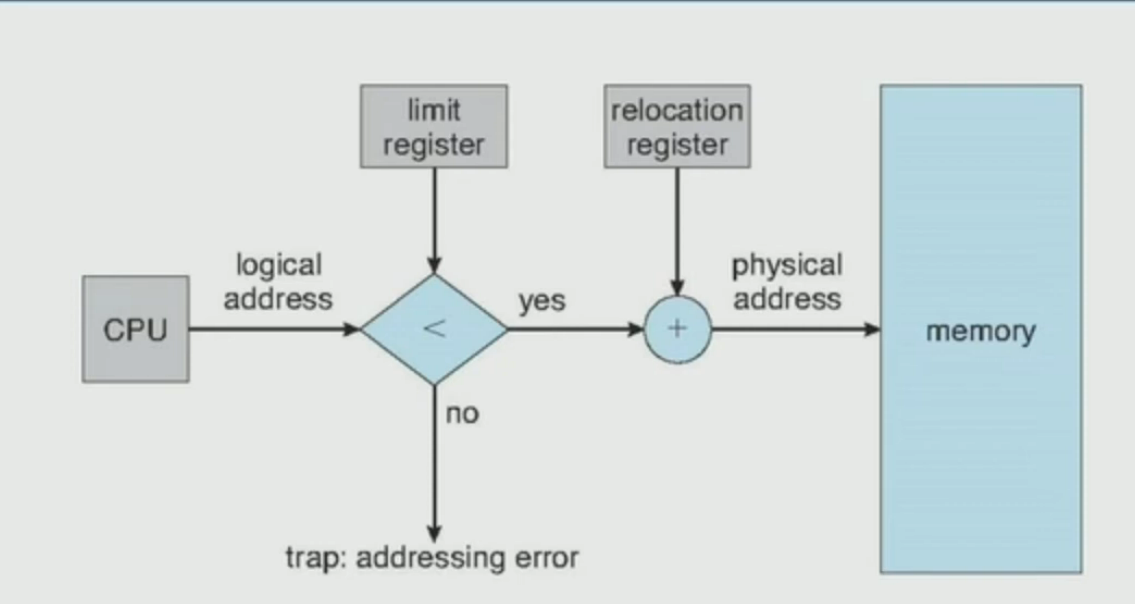 limit
register
relocation
register
logical
address
physical
address
CPU
<
yes
+
memory
no
trap: addressing error